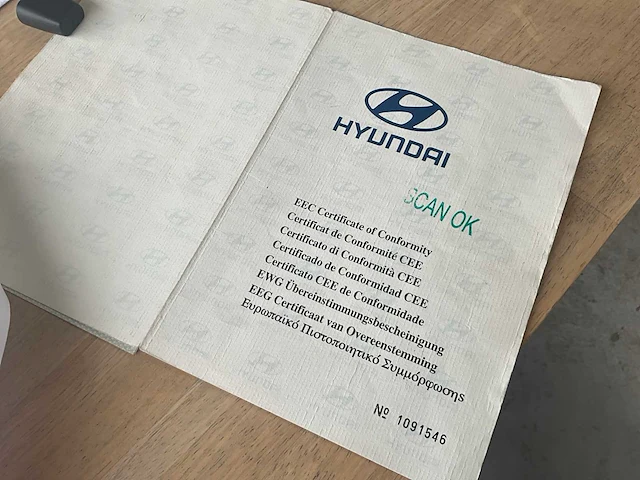 HYUNDAI
SCAN OK
EEC Certificate of Conformity
Certificat de Conformité CEE
Certificato di Conformità CEE
Certificado de Conformidad CEE
Certificato CEE de Conformidade
EWG Übereinstimmungsbescheinigung
EEG Certificaat van Overeenstemming
Ευρωπαϊκό Πιστοποιητικό Συμμόρφωσης
Nº 1091546